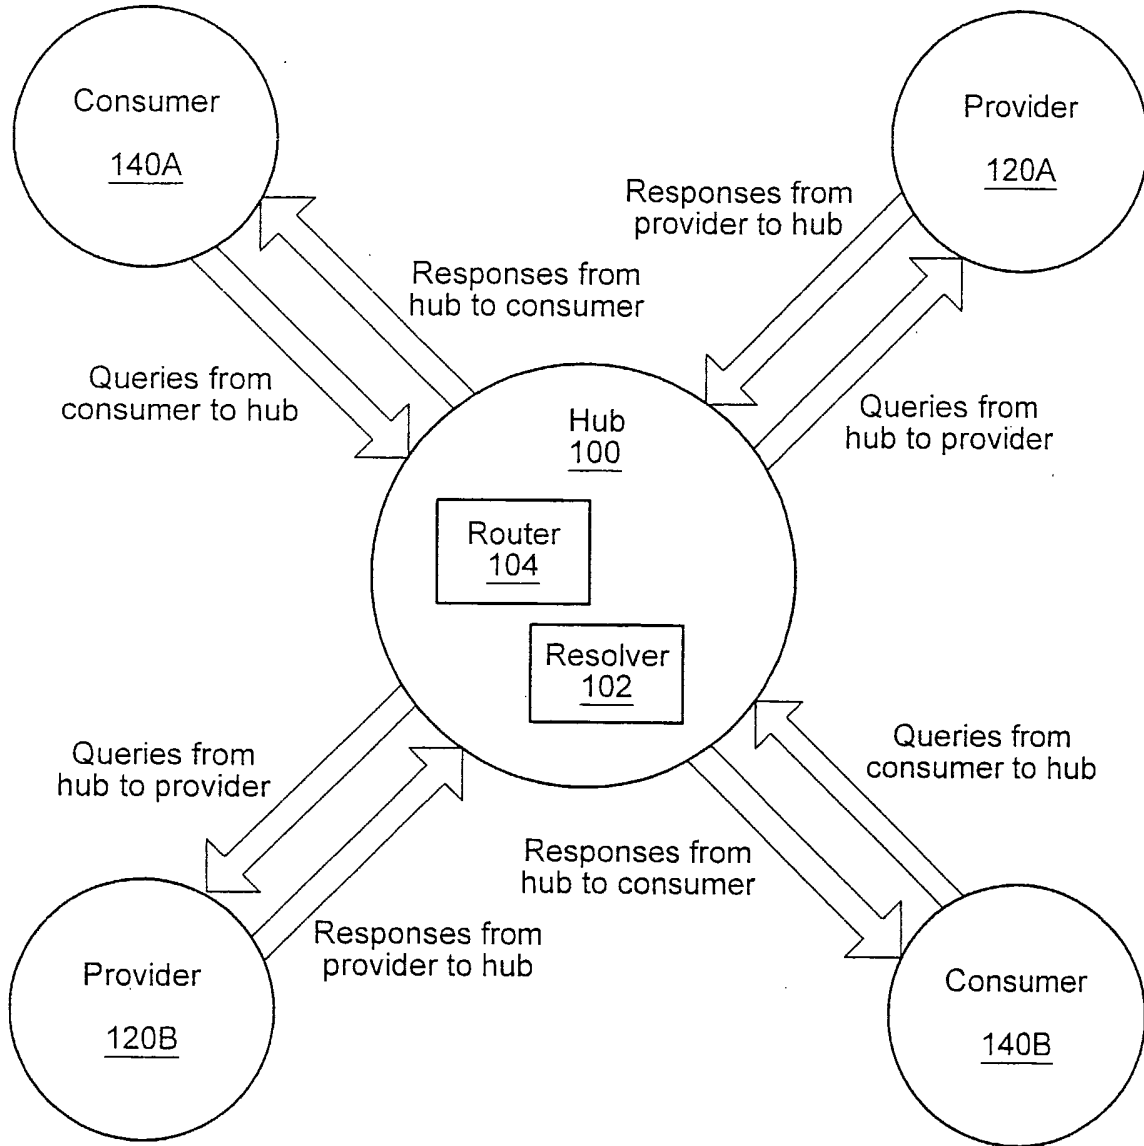 Consumer
140A
Provider
120A
Responses from
provider to hub
Responses from
hub to consumer
Queries from
consumer to hub
Queries from
hub to provider
Hub
100
Router
104
Resolver
102
Queries from
hub to provider
Queries from
consumer to hub
Responses from
hub to consumer
Responses from
provider to hub
Provider
120B
Consumer
140B